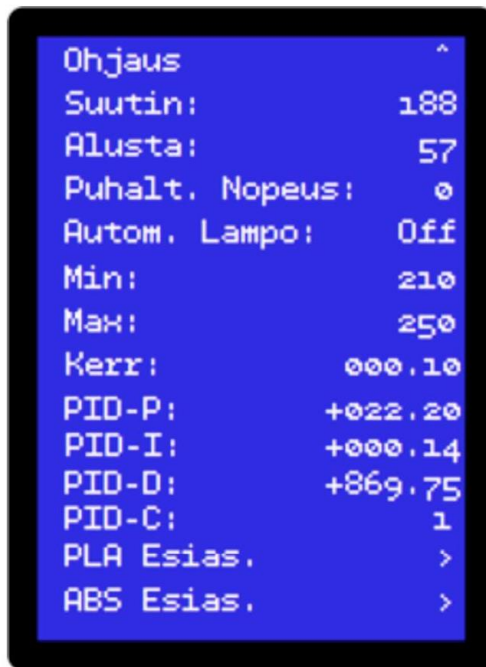 Ohjaus ^
Suutin: 188
Alusta: 57
Puhalt. Nopeus: 0
Autom. Lampo: Off
Min: 210
Max: 250
Kerr: 000.10
PID-P: +022.20
PID-I: +000.14
PID-D: +869.75
PID-C: 1
PLA Esias. >
ABS Esias. >